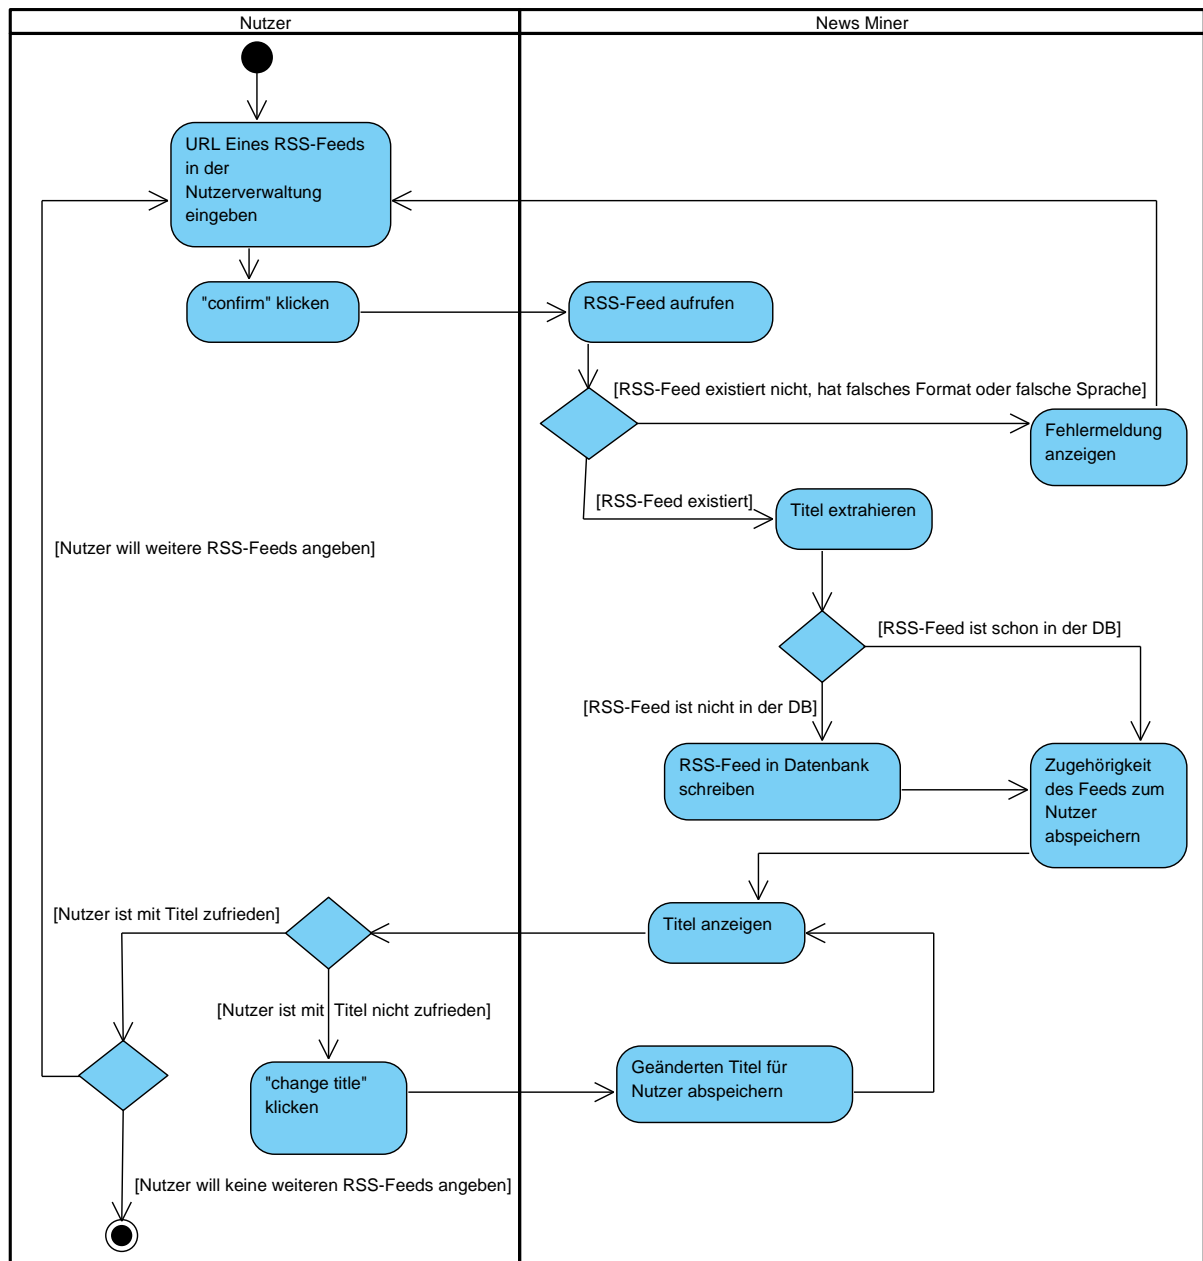 Nutzer
News Miner
URL Eines RSS-Feeds
in der
Nutzerverwaltung
eingeben
"confirm" klicken
RSS-Feed aufrufen
[RSS-Feed existiert nicht, hat falsches Format oder falsche Sprache]
Fehlermeldung
anzeigen
[RSS-Feed existiert]
Titel extrahieren
[Nutzer will weitere RSS-Feeds angeben]
[RSS-Feed ist schon in der DB]
[RSS-Feed ist nicht in der DB]
RSS-Feed in Datenbank
schreiben
Zugehörigkeit
des Feeds zum
Nutzer
abspeichern
[Nutzer ist mit Titel zufrieden]
Titel anzeigen
[Nutzer ist mit Titel nicht zufrieden]
"change title"
klicken
Geänderten Titel für
Nutzer abspeichern
[Nutzer will keine weiteren RSS-Feeds angeben]